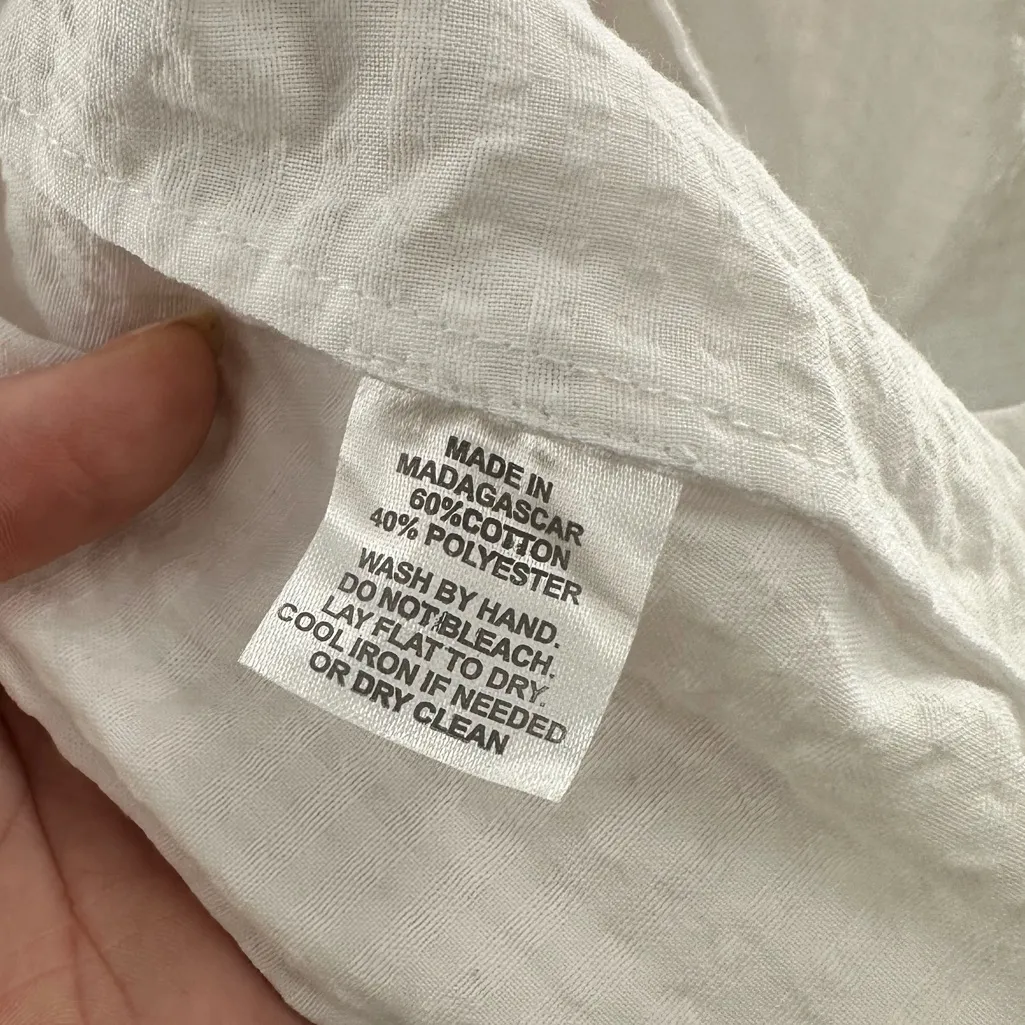 MADE IN
MADAGASCAR
60%COTTON
40% POLYESTER
WASH BY HAND.
DO NOT BLEACH.
LAY FLAT TO DRY.
COOL IRON IF NEEDED
OR DRY CLEAN